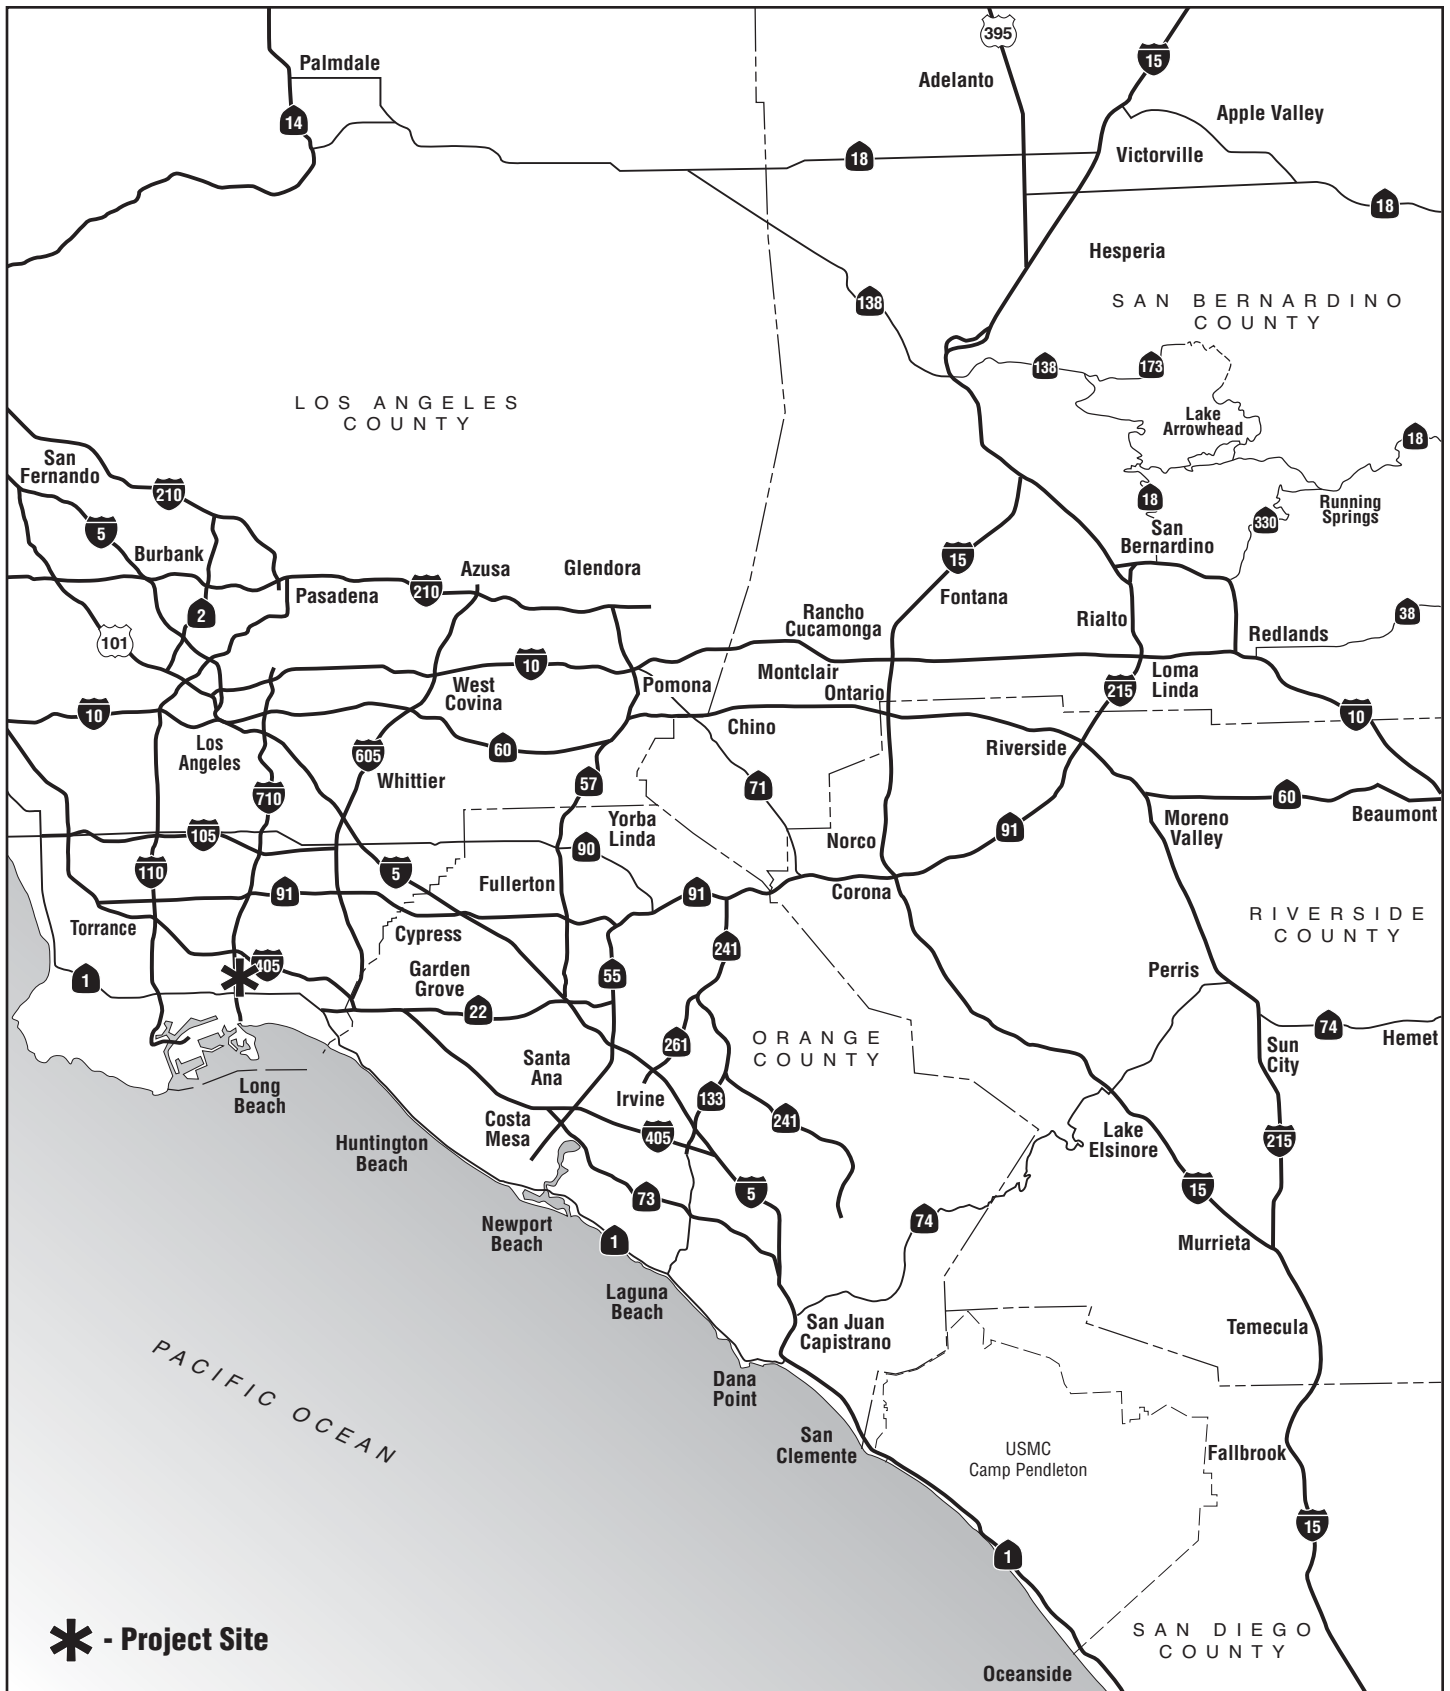 395
15
Palmdale
Adelanto
Apple Valley
14
18
Victorville
18
Hesperia
138
SAN BERNARDINO
COUNTY
138
173
LOS ANGELES
COUNTY
Lake
Arrowhead
18
San
Fernando
210
18
Running
Springs
5
330
San
Bernardino
Burbank
15
Azusa
Glendora
210
Pasadena
Fontana
2
Rancho
Cucamonga
Rialto
38
101
Redlands
10
Montclair
Loma
Linda
West
Covina
Pomona
Ontario
215
10
10
Chino
Los
Angeles
60
Riverside
605
Whittier
57
71
710
60
Beaumont
Yorba
Linda
Moreno
Valley
105
91
Norco
90
110
5
Fullerton
91
91
Corona
Torrance
Cypress
RIVERSIDE
COUNTY
241
405
Garden
Grove
55
Perris
1
22
74
Hemet
ORANGE
COUNTY
261
Sun
City
Santa
Ana
Long
Beach
Irvine
133
241
Costa
Mesa
405
Lake
Elsinore
215
Huntington
Beach
73
5
15
74
Newport
Beach
1
Murrieta
Laguna
Beach
San Juan
Capistrano
Temecula
PACIFIC OCEAN
Dana
Point
San
Clemente
USMC
Camp Pendleton
Fallbrook
15
1
- Project Site
SAN DIEGO
COUNTY
Oceanside